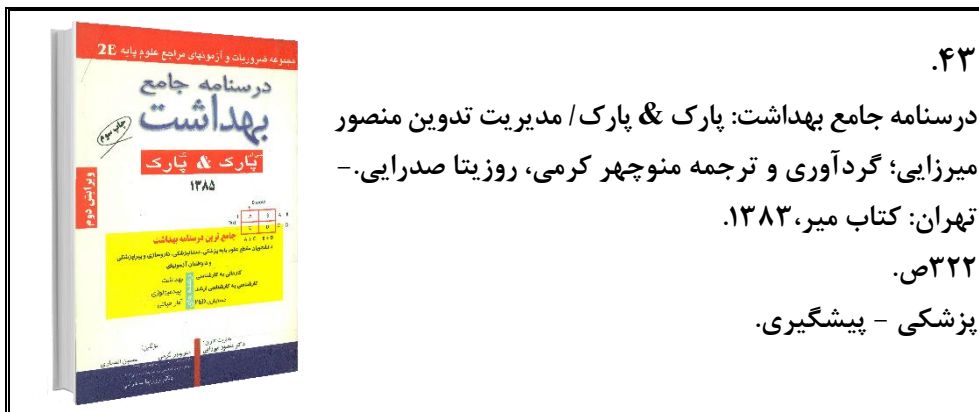 ۴۳.
درسنامه جامع بهداشت: پارک & پارک/ مدیریت تدوین منصور
میرزایی؛ گردآوری و ترجمه منوچهر کرمی، روزیتا صدرایی.-
تهران: کتاب میر،۱۳۸۳.
۳۲۲ص.
پزشکی - پیشگیری.
مجموعه ضروریات و آزمونهای مراجع علوم پایه 2E
درسنامه جامع
بهداشت
چاپ سوم
پارک & پارک
۱۳۸۵
ویرایش دوم
جامع ترین درسنامه بهداشت